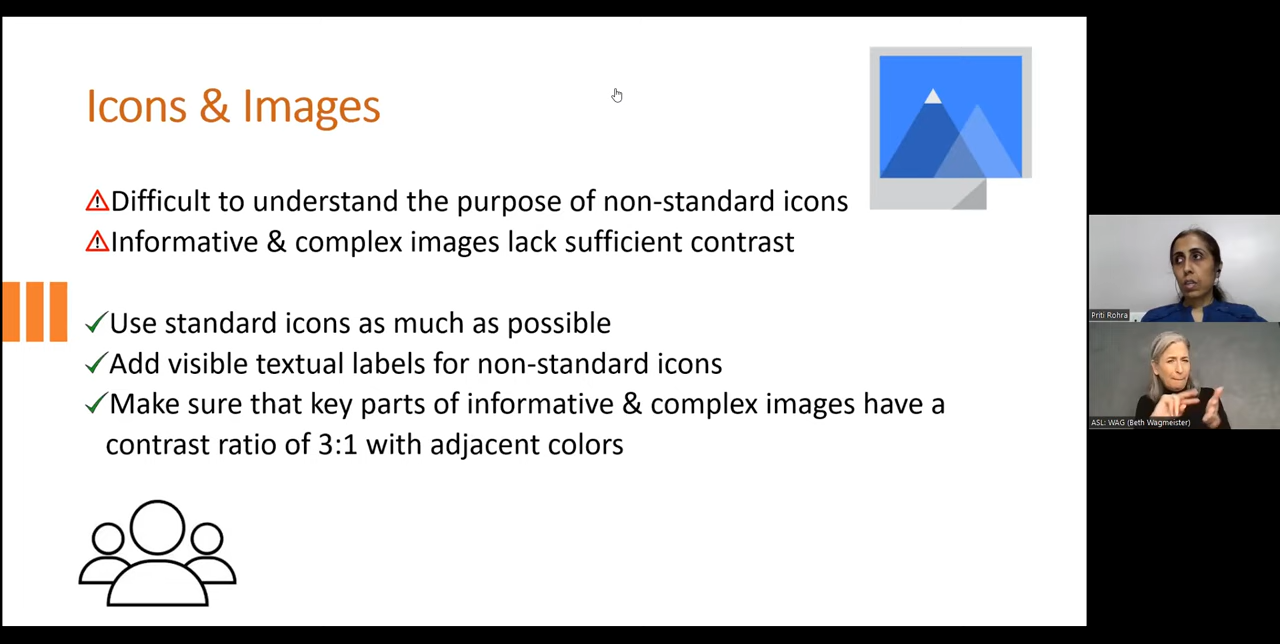 Icons & Images
Difficult to understand the purpose of non-standard icons
Informative & complex images lack sufficient contrast
Use standard icons as much as possible
Add visible textual labels for non-standard icons
Make sure that key parts of informative & complex images have a
contrast ratio of 3:1 with adjacent colors
Priti Rohra
ASL: WAG (Beth Wagmeister)